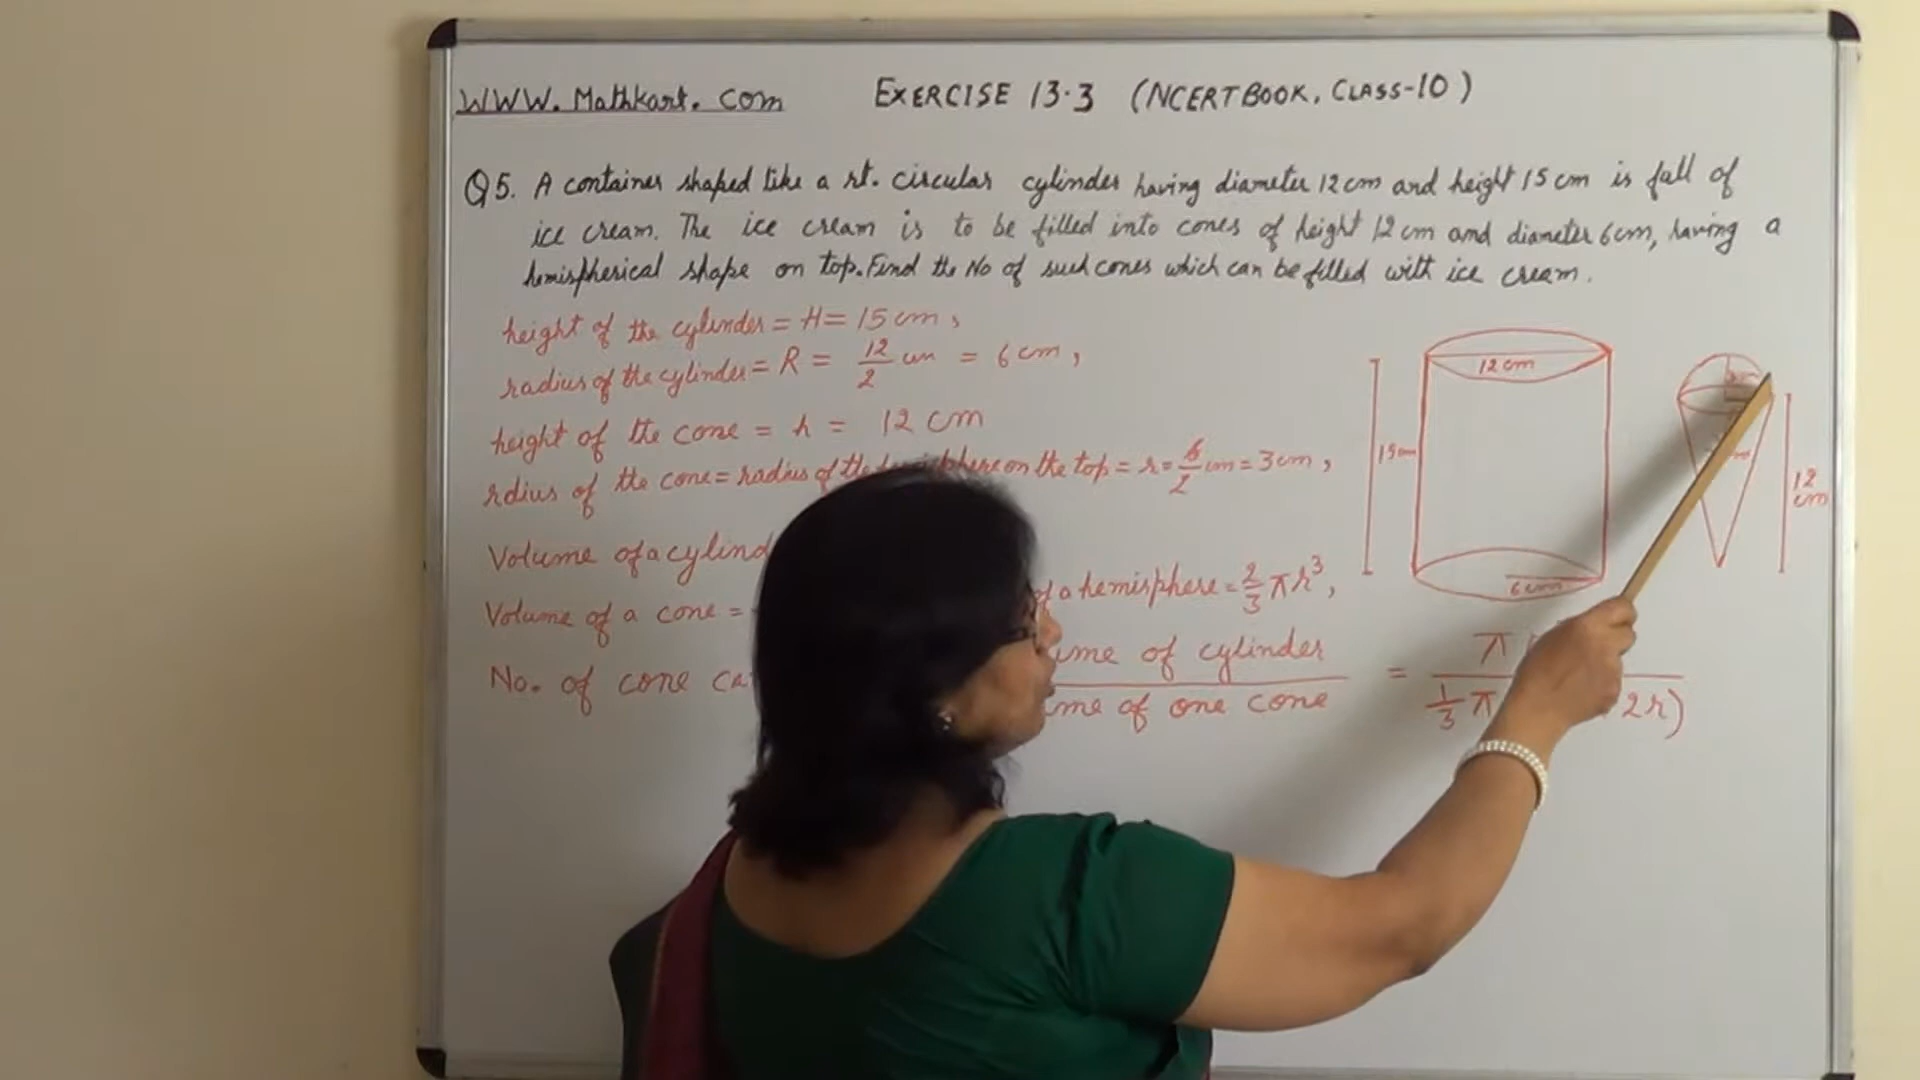 WWW. Mathkart. com EXERCISE 13.3 (NCERT BOOK, CLASS-10)
Q5. A container shaped like a rt. circular cylinder having diameter 12 cm and height 15 cm is full of
ice cream. The ice cream is to be filled into cones of height 12 cm and diameter 6cm, having a
hemispherical shape on top. Find the No of such cones which can be filled with ice cream.
height of the cylinder = H = 15 cm,
radius of the cylinder = R = 12/2 cm = 6 cm,
height of the cone = h = 12 cm
rdius of the cone = radius of the on the top = r = 6/2 cm = 3 cm,
Volume of a cylind
Volume of a cone = of a hemisphere = 2/3 πr³,
No. of cone ca ume of cylinder / ume of one cone = π / 1/3 π 2r)
12 cm
15cm
6 cm
12 cm